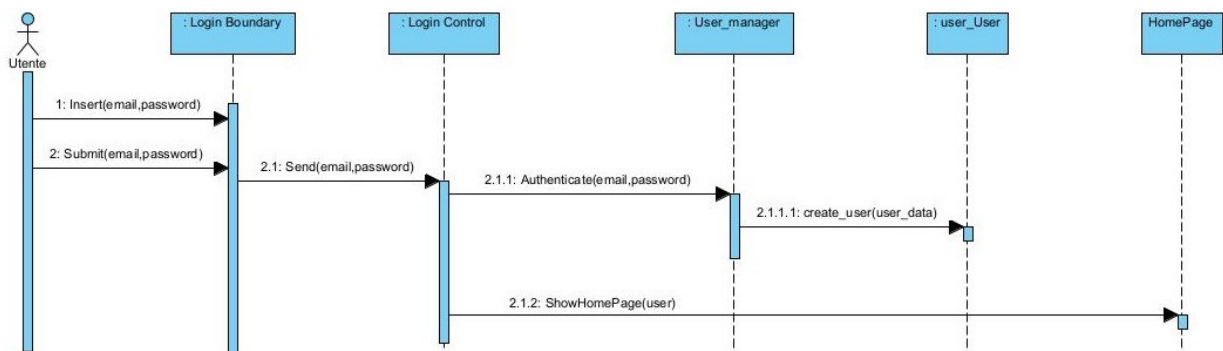 : Login Boundary
: Login Control
: User_manager
: user_User
HomePage
Utente
1: Insert(email,password)
2: Submit(email,password)
2.1: Send(email,password)
2.1.1: Authenticate(email,password)
2.1.1.1: create_user(user_data)
2.1.2: ShowHomePage(user)